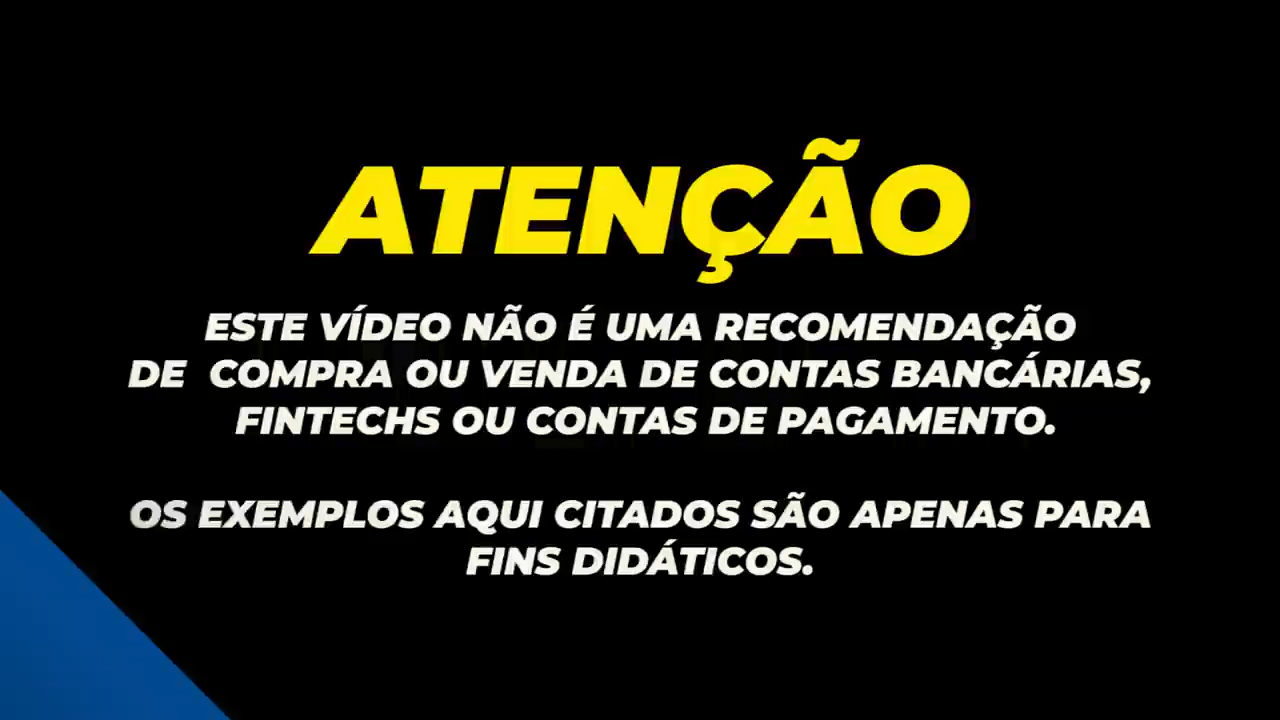 ATENÇÃO
ESTE VÍDEO NÃO É UMA RECOMENDAÇÃO
DE COMPRA OU VENDA DE CONTAS BANCÁRIAS,
FINTECHS OU CONTAS DE PAGAMENTO.
OS EXEMPLOS AQUI CITADOS SÃO APENAS PARA
FINS DIDÁTICOS.